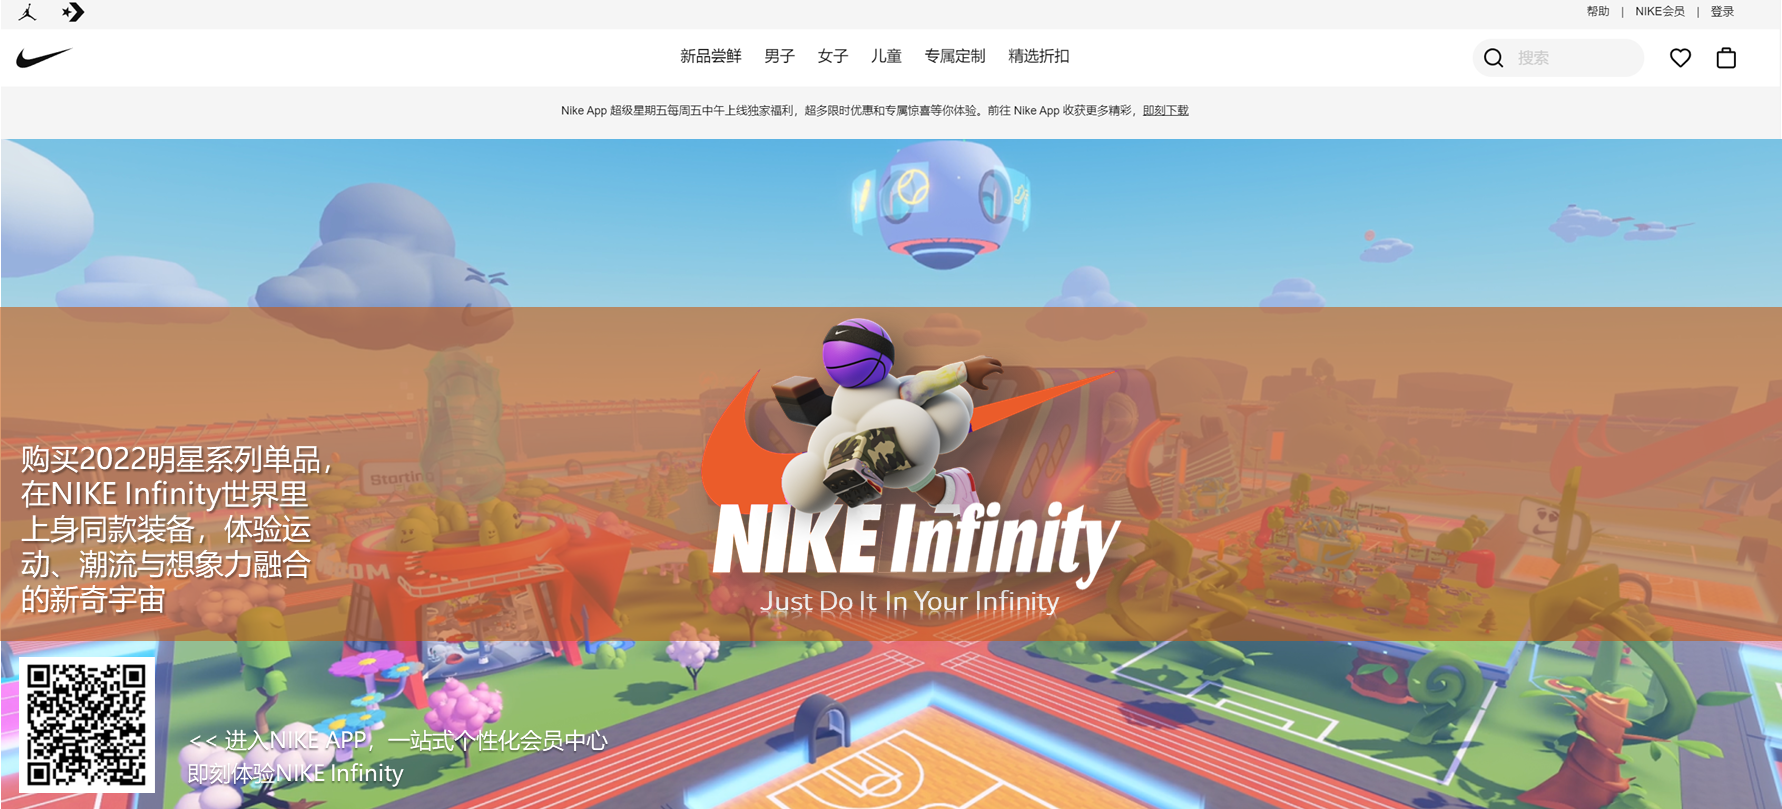 帮助 | NIKE会员 | 登录
新品尝鲜 男子 女子 儿童 专属定制 精选折扣
搜索
Nike App 超级星期五每周五中午上线独家福利，超多限时优惠和专属惊喜等你体验。前往 Nike App 收获更多精彩，即刻下载
Starting
购买2022明星系列单品，
在NIKE Infinity世界里
上身同款装备，体验运
动、潮流与想象力融合
的新奇宇宙
NIKE Infinity
Just Do It In Your Infinity
<< 进入NIKE APP，一站式个性化会员中心
即刻体验NIKE Infinity